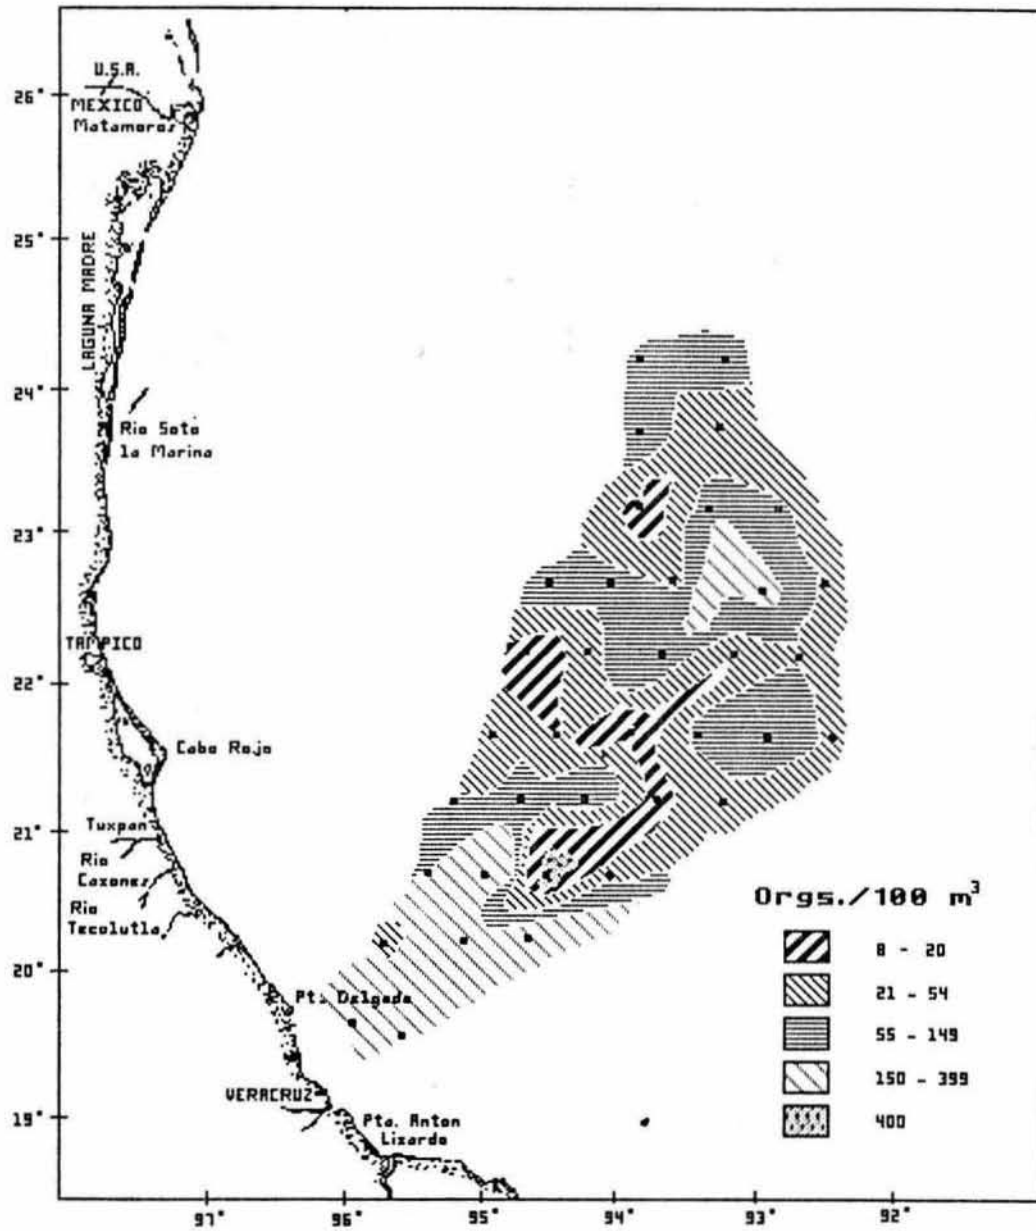 U.S.A.
26°
MEXICO
Matamoros
25°
LAGUNA MADRE
24°
Rio Soto
la Marina
23°
TAMPICO
22°
Cabo Rojo
Tuxpan
21°
Rio
Cazones
Rio
Tecolutla
Orgs./100 m³
8 - 20
20°
21 - 54
Pt. Delgada
55 - 149
150 - 399
VERACRUZ
19°
Pta. Anton
Lizardo
400
97°
96°
95°
94°
93°
92°